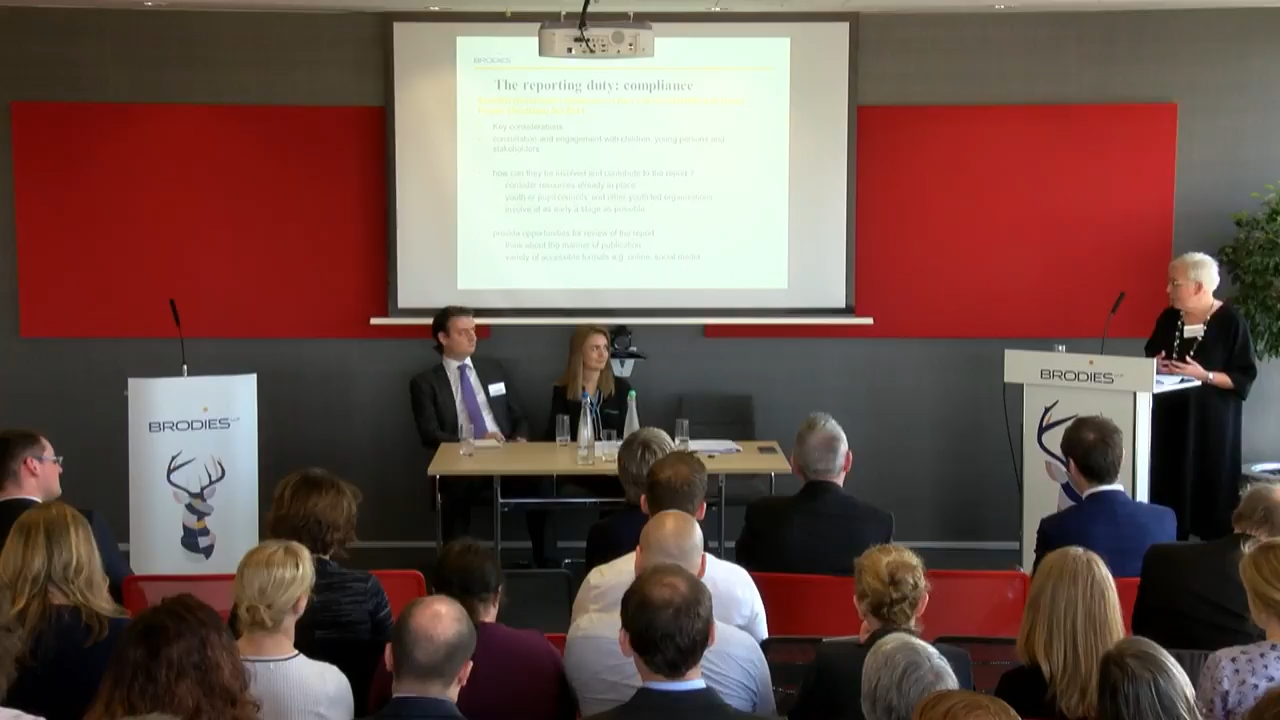 BRODIES
The reporting duty: compliance
Key considerations
consultation and engagement with children, young persons and
stakeholders
how can they be involved and contribute to the report ?
consider resources already in place
youth or pupil councils, and other youth led organisations
involve at as early a stage as possible
provide opportunities for review of the report
think about the manner of publication
variety of accessible formats e.g. online, social media
BRODIES LLP
BRODIES LLP